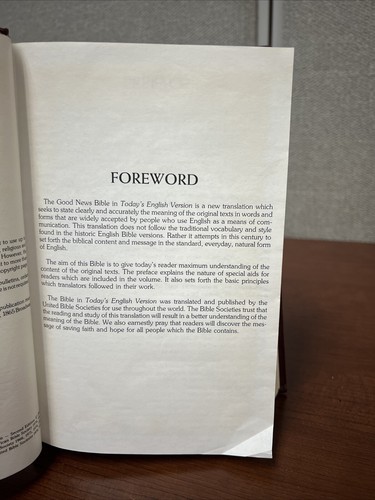 FOREWORD
The Good News Bible in Today's English Version is a new translation which
seeks to state clearly and accurately the meaning of the original texts in words and
forms that are widely accepted by people who use English as a means of com-
munication. This translation does not follow the traditional vocabulary and style
found in the historic English Bible versions. Rather it attempts in this century to
set forth the biblical content and message in the standard, everyday, natural form
of English.
The aim of this Bible is to give today's reader maximum understanding of the
content of the original texts. The preface explains the nature of special aids for
readers which are included in the volume. It also sets forth the basic principles
which translators followed in their work.
The Bible in Today's English Version was translated and published by the
United Bible Societies for use throughout the world. The Bible Societies trust that
the reading and study of this translation will result in a better understanding of the
meaning of the Bible. We also earnestly pray that readers will discover the mes-
sage of saving faith and hope for all people which the Bible contains.